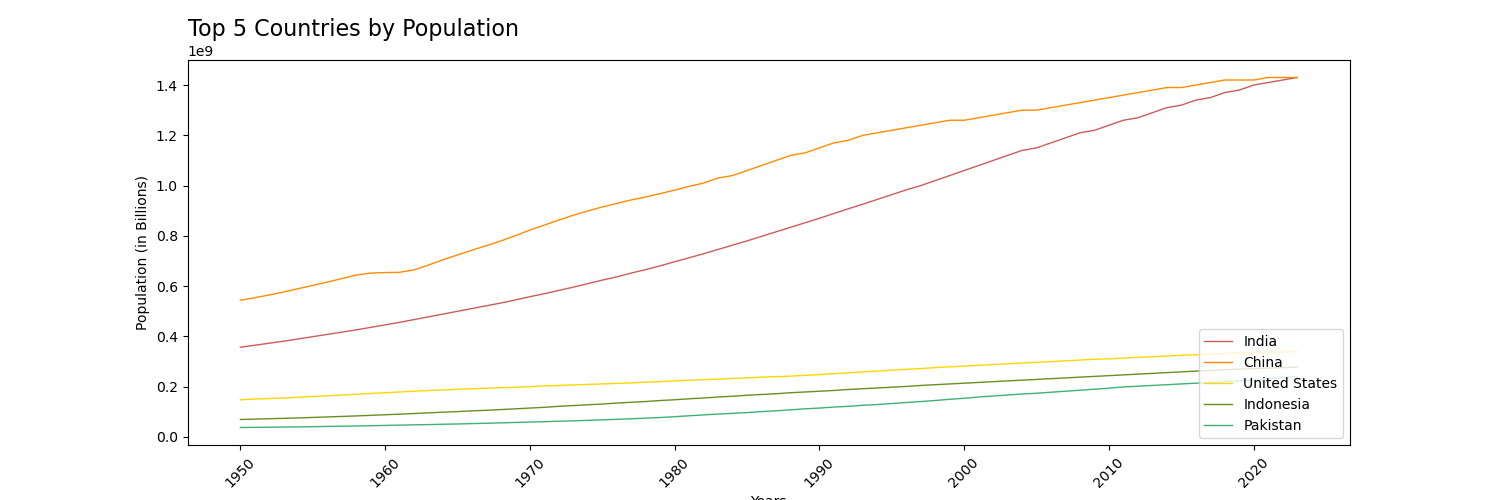 Top 5 Countries by Population
1e9
1.4
1.2
1.0
0.8
0.6
0.4
0.2
0.0
Population (in Billions)
India
China
United States
Indonesia
Pakistan
1950
1960
1970
1980
1990
2000
2010
2020
Years